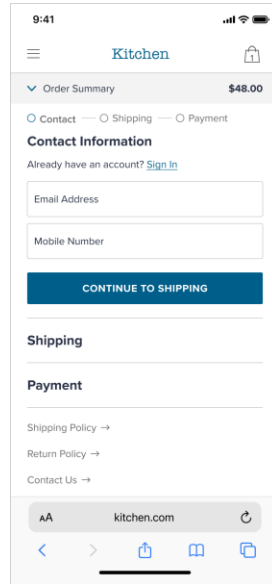 9:41
Kitchen
1
Order Summary $48.00
Contact Shipping Payment
Contact Information
Already have an account? Sign In
Email Address
Mobile Number
CONTINUE TO SHIPPING
Shipping
Payment
Shipping Policy →
Return Policy →
Contact Us →
AA kitchen.com